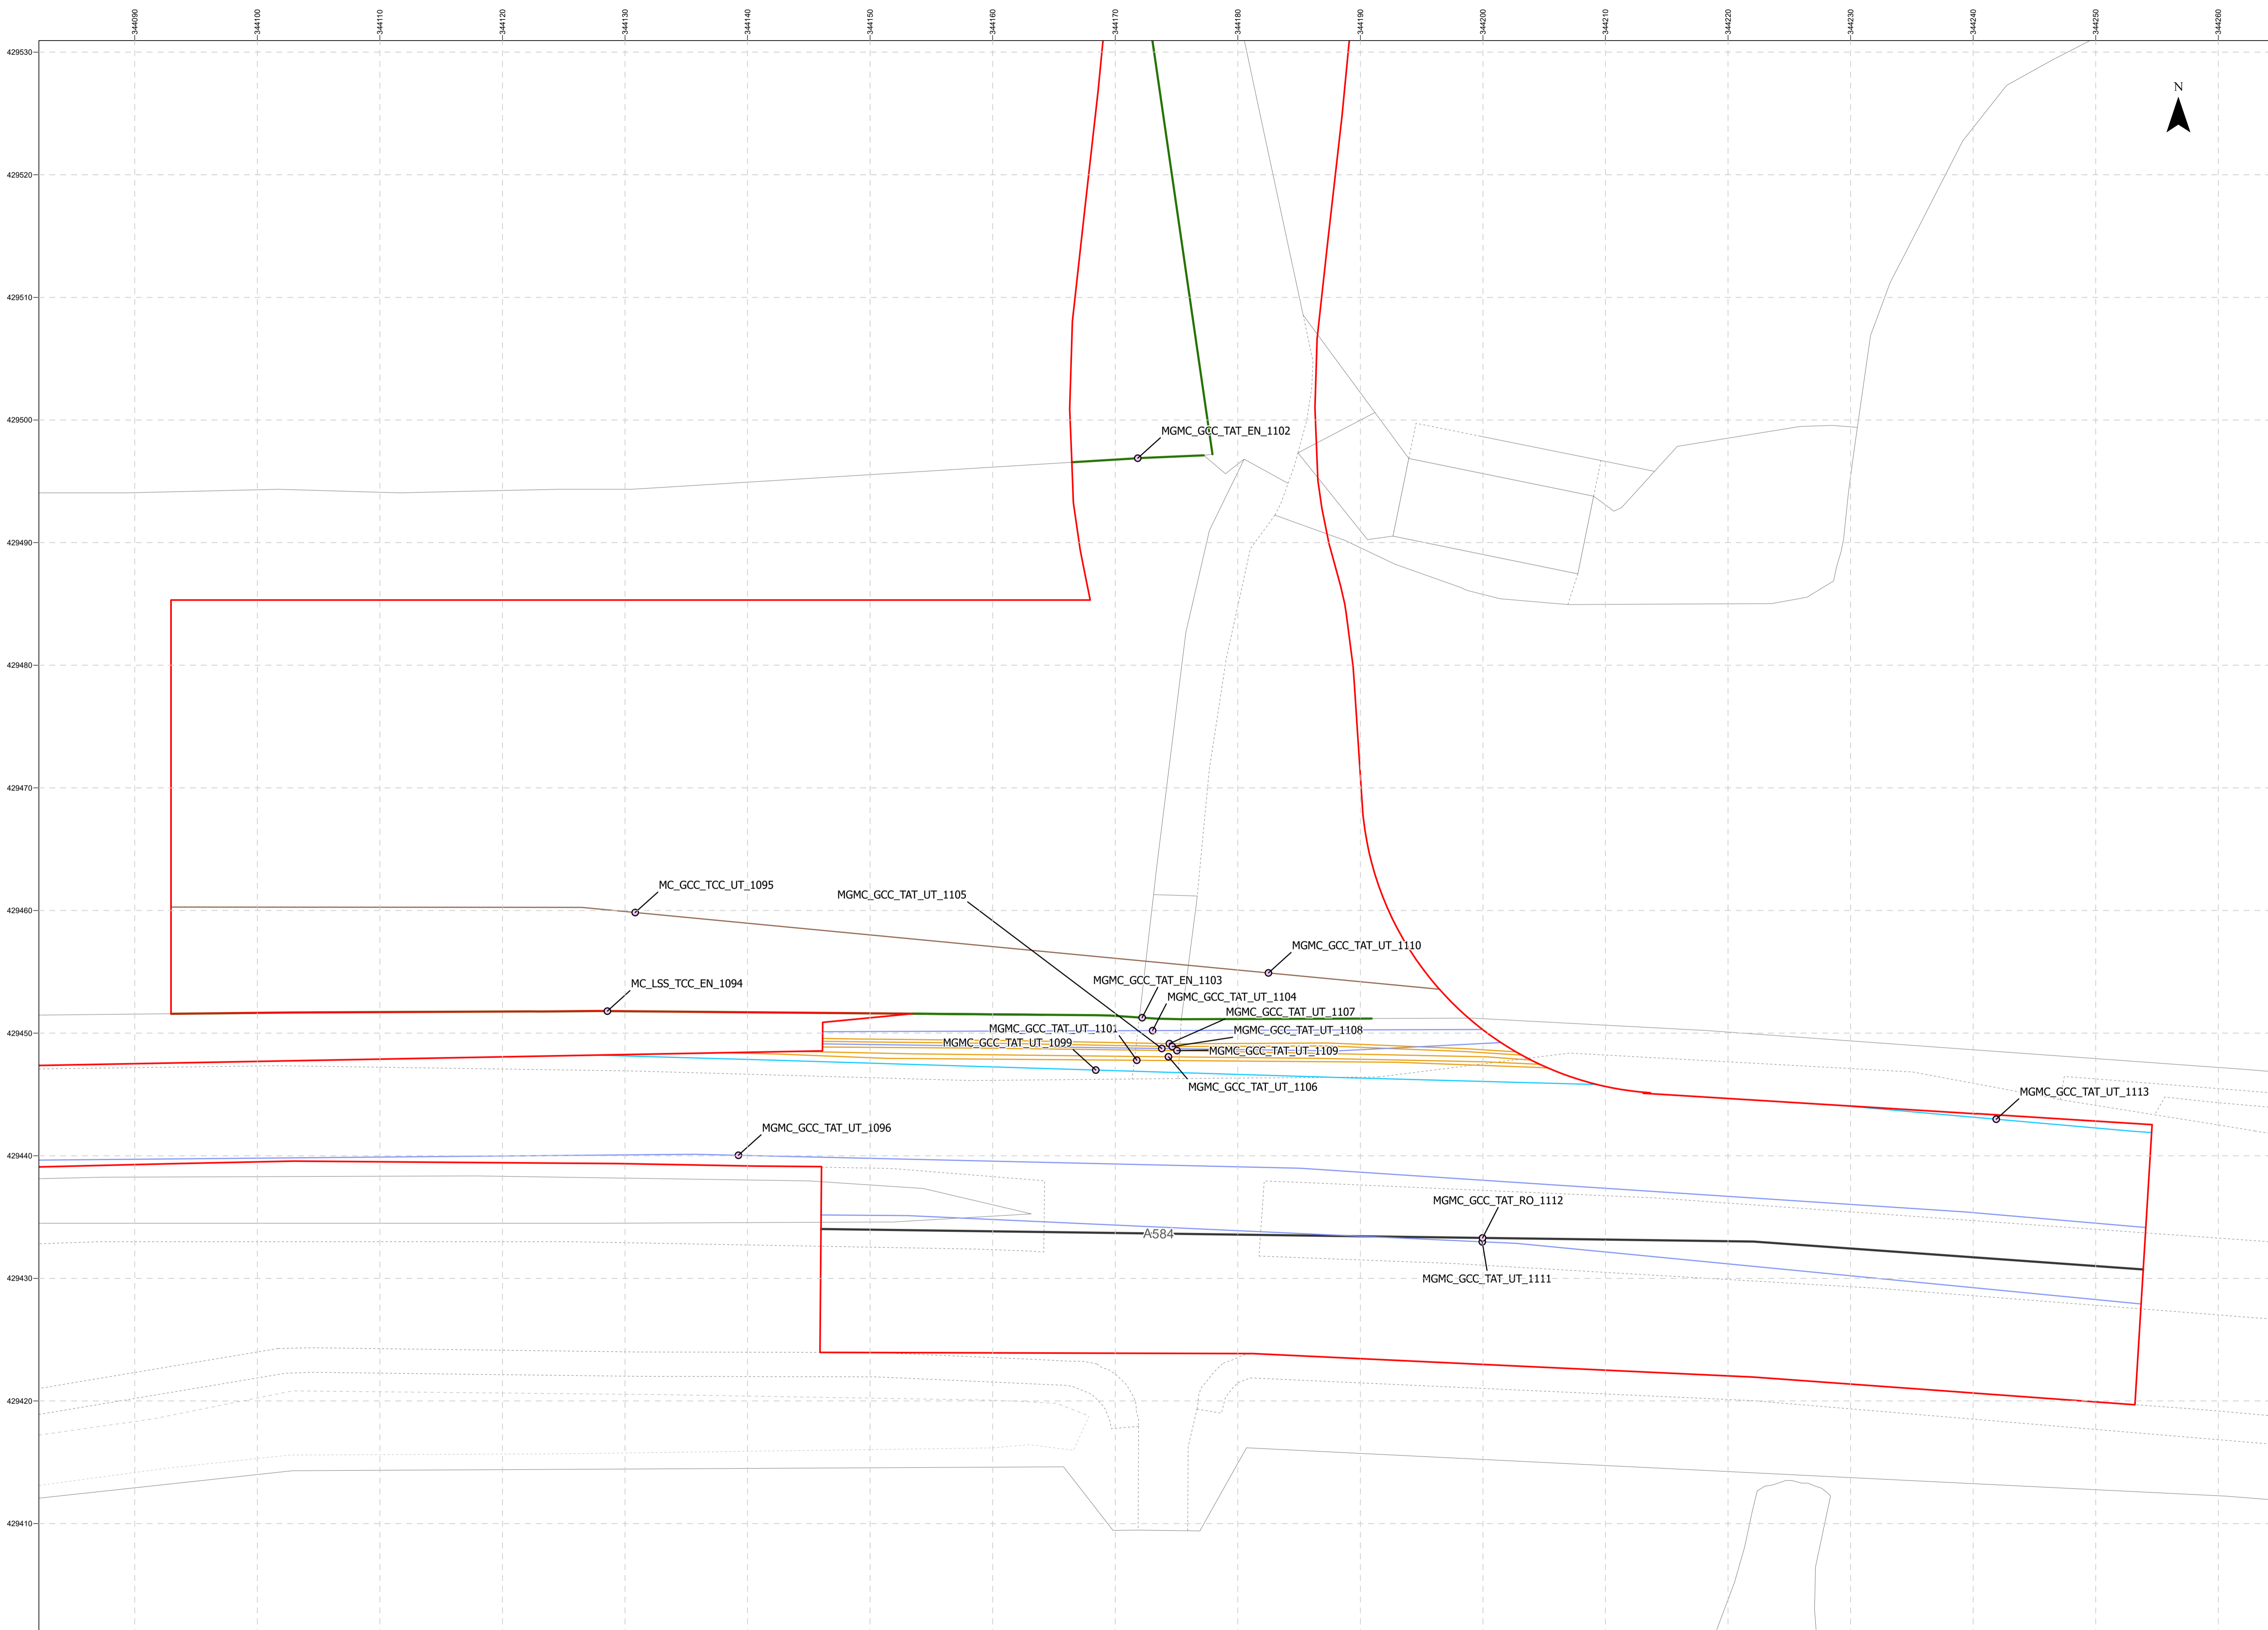 344090
344100
344110
344120
344130
344140
344150
344160
344170
344180
344190
344200
344210
344220
344230
344240
344250
344260
429530
N
429520
429510
429500
MGMC_GCC_TAT_EN_1102
429490
429480
429470
MC_GCC_TCC_UT_1095
MGMC_GCC_TAT_UT_1105
429460
MGMC_GCC_TAT_UT_1110
MGMC_GCC_TAT_EN_1103
MC_LSS_TCC_EN_1094
MGMC_GCC_TAT_UT_1104
MGMC_GCC_TAT_UT_1107
MGMC_GCC_TAT_UT_1101
MGMC_GCC_TAT_UT_1108
429450
MGMC_GCC_TAT_UT_1099
MGMC_GCC_TAT_UT_1109
MGMC_GCC_TAT_UT_1106
MGMC_GCC_TAT_UT_1113
MGMC_GCC_TAT_UT_1096
429440
MGMC_GCC_TAT_RO_1112
A584
MGMC_GCC_TAT_UT_1111
429430
429420
429410